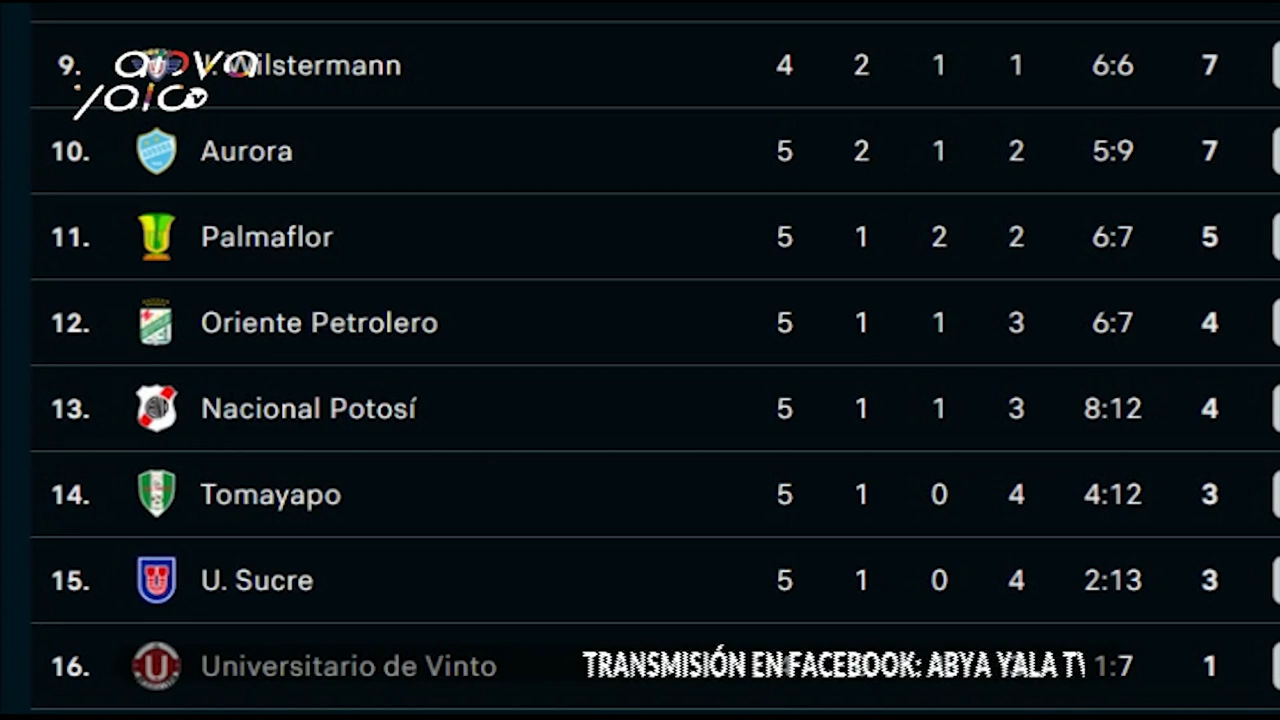 9. J. Wilstermann 4 2 1 1 6:6 7
abya yala TV
10. Aurora 5 2 1 2 5:9 7
11. Palmaflor 5 1 2 2 6:7 5
12. Oriente Petrolero 5 1 1 3 6:7 4
13. Nacional Potosí 5 1 1 3 8:12 4
14. Tomayapo 5 1 0 4 4:12 3
15. U. Sucre 5 1 0 4 2:13 3
16. Universitario de Vinto 1:7 1
TRANSMISIÓN EN FACEBOOK: ABYA YALA TV